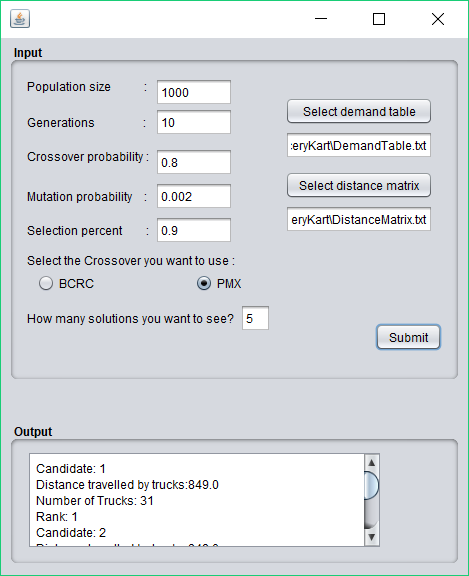 Input
Population size : 1000
Generations : 10
Crossover probability : 0.8
Mutation probability : 0.002
Selection percent : 0.9
Select demand table
:eryKart\DemandTable.txt
Select distance matrix
eryKart\DistanceMatrix.txt
Select the Crossover you want to use :
BCRC PMX
How many solutions you want to see? 5
Submit
Output
Candidate: 1
Distance travelled by trucks:849.0
Number of Trucks: 31
Rank: 1
Candidate: 2